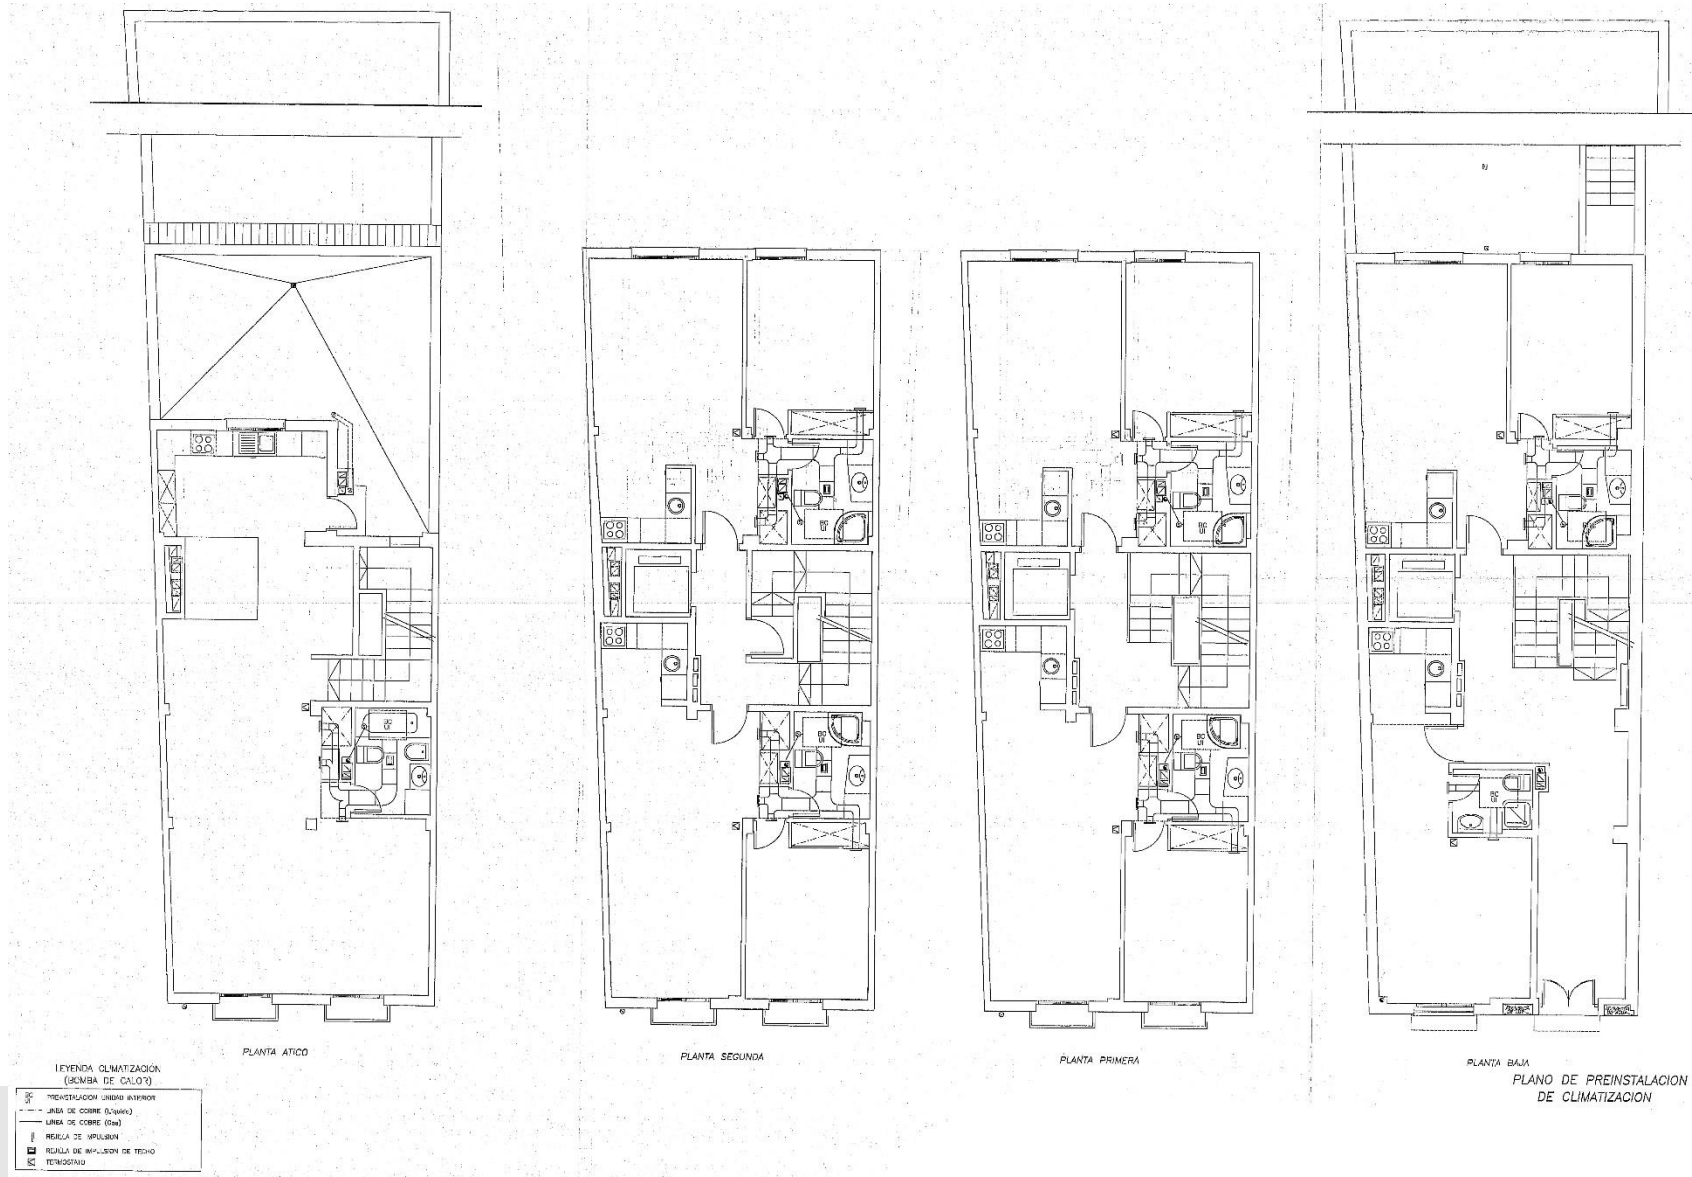 PLANTA ATICO
PLANTA SEGUNDA
PLANTA PRIMERA
PLANTA BAJA
PLANO DE PREINSTALACION
DE CLIMATIZACION
LEYENDA CLIMATIZACIÓN
(BOMBA DE CALOR)
PREINSTALACION UNIDAD INTERIOR
LINEA DE COBRE (Líquido)
LINEA DE COBRE (Gas)
REJILLA DE IMPULSION
REJILLA DE IMPULSION DE TECHO
TERMOSTATO